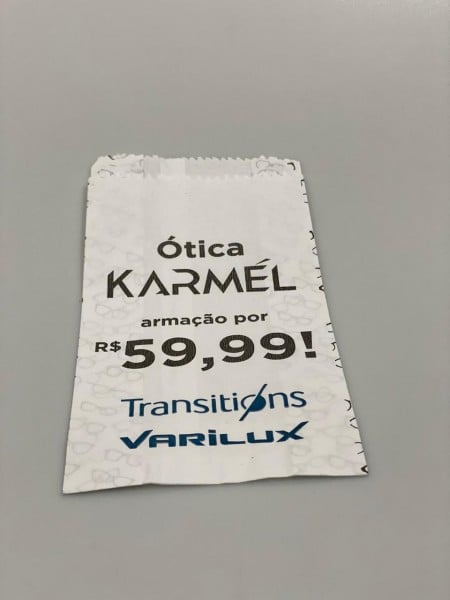 Ótica
KARMÉL
armação por
R$ 59,99!
Transitions
VARILUX